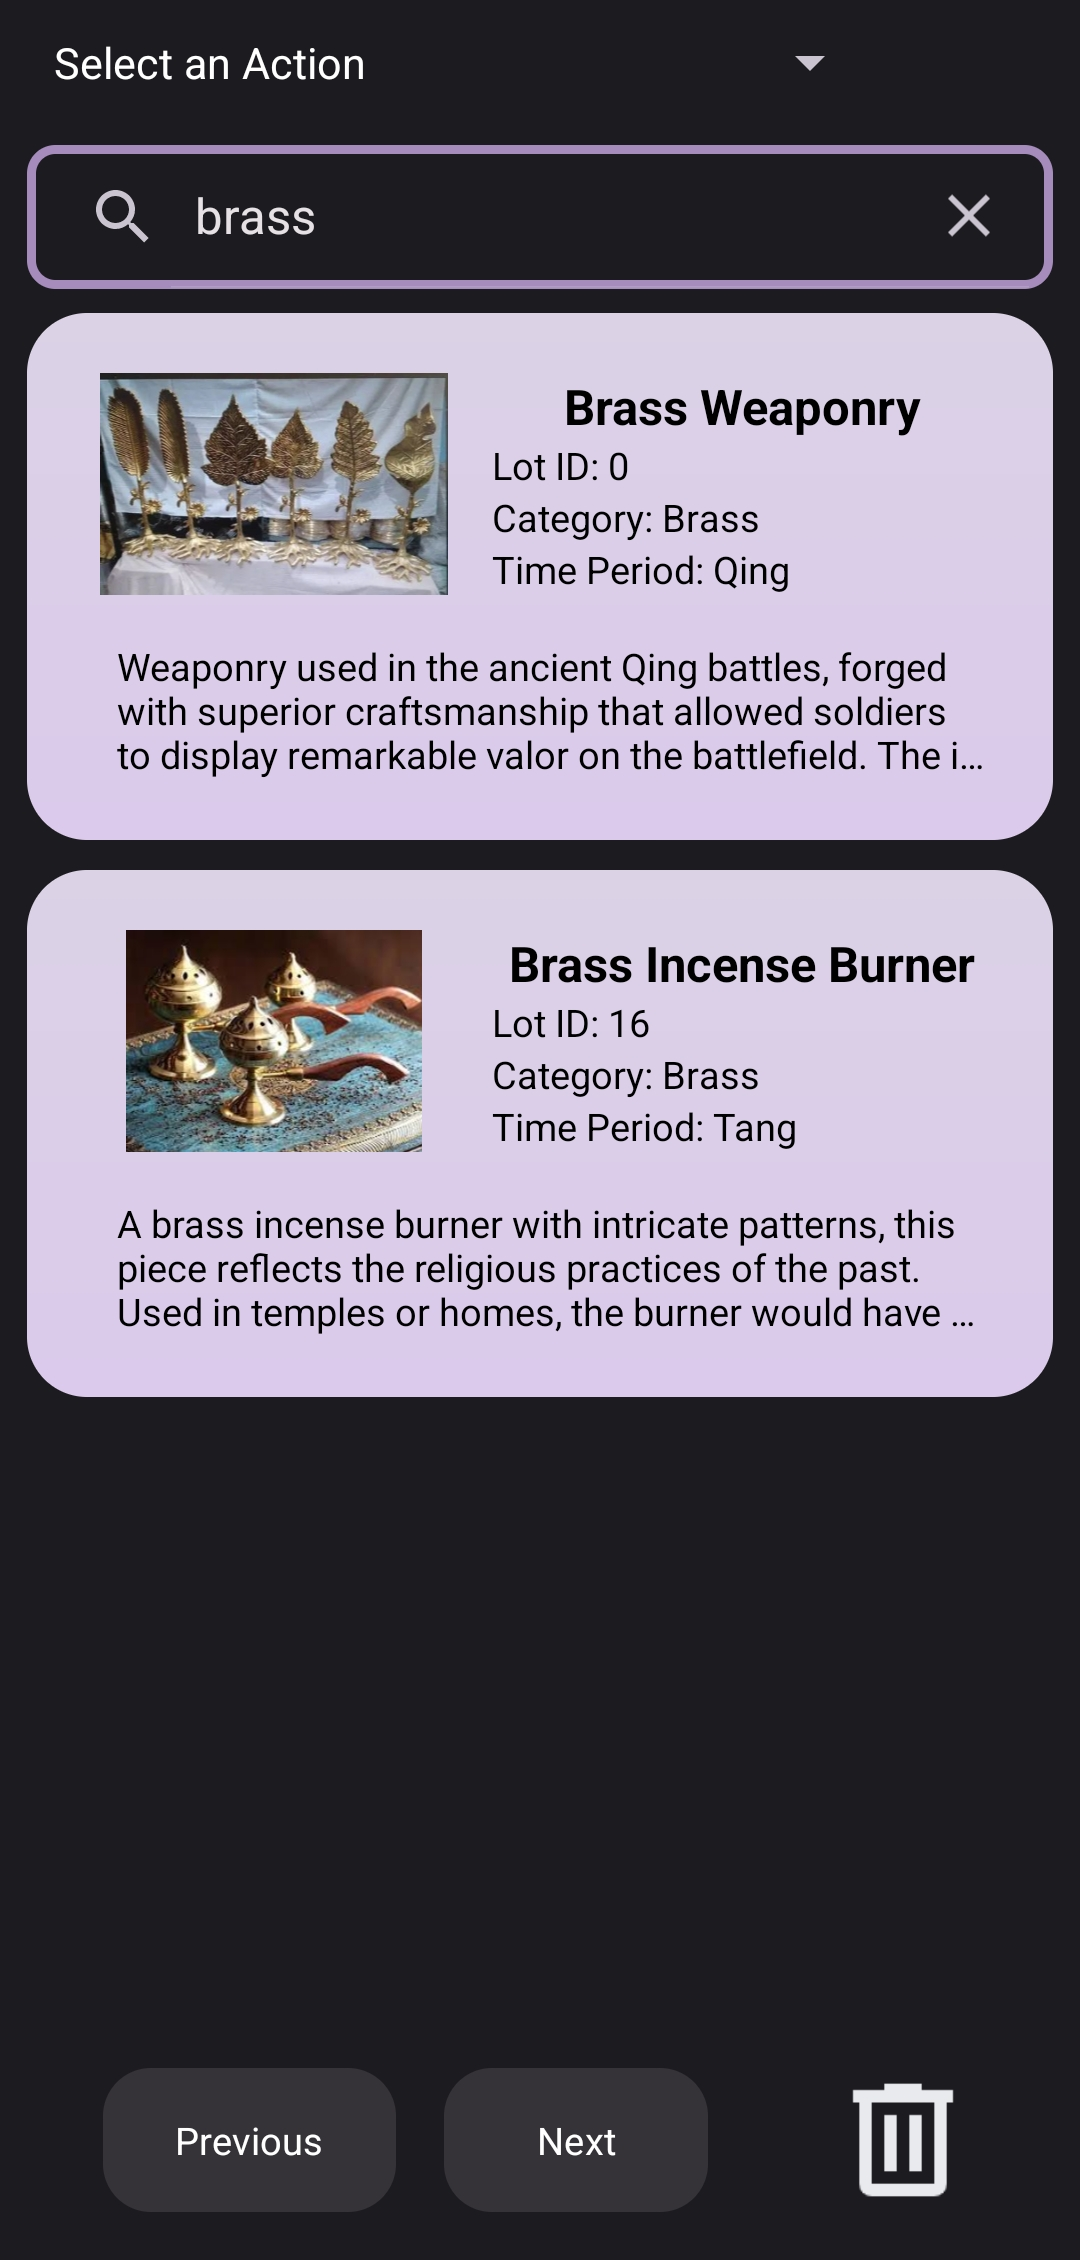 Select an Action
brass
Brass Weaponry
Lot ID: 0
Category: Brass
Time Period: Qing
Weaponry used in the ancient Qing battles, forged
with superior craftsmanship that allowed soldiers
to display remarkable valor on the battlefield. The i...
Brass Incense Burner
Lot ID: 16
Category: Brass
Time Period: Tang
A brass incense burner with intricate patterns, this
piece reflects the religious practices of the past.
Used in temples or homes, the burner would have ...
Previous
Next